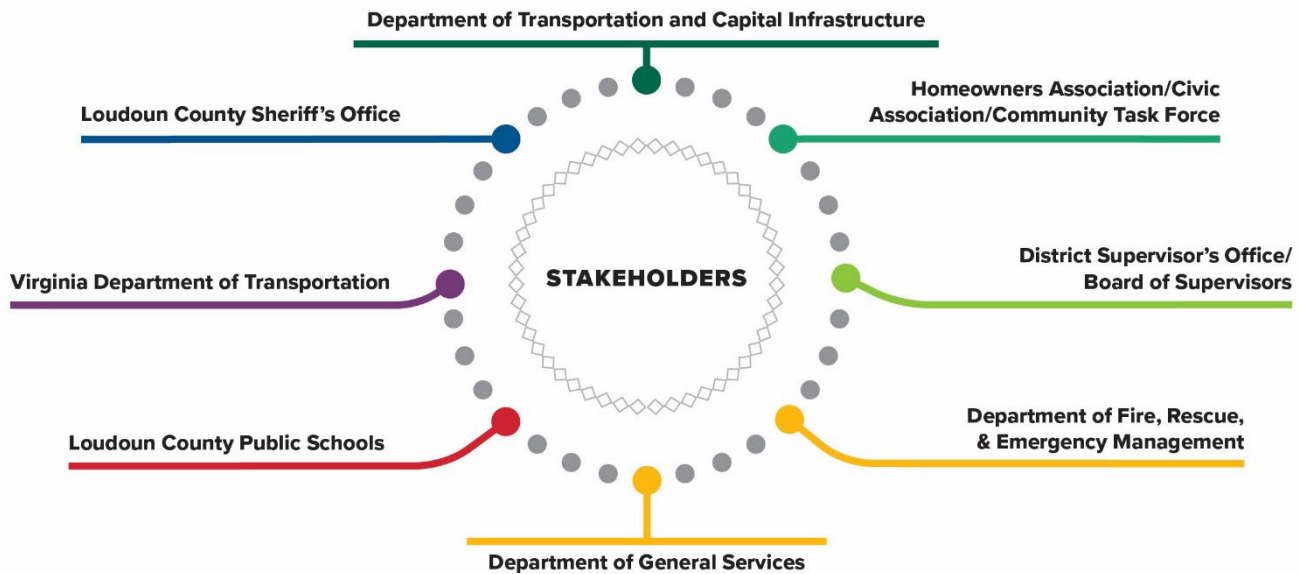 Department of Transportation and Capital Infrastructure
Homeowners Association/Civic
Association/Community Task Force
Loudoun County Sheriff’s Office
STAKEHOLDERS
District Supervisor’s Office/
Board of Supervisors
Virginia Department of Transportation
Department of Fire, Rescue,
& Emergency Management
Loudoun County Public Schools
Department of General Services